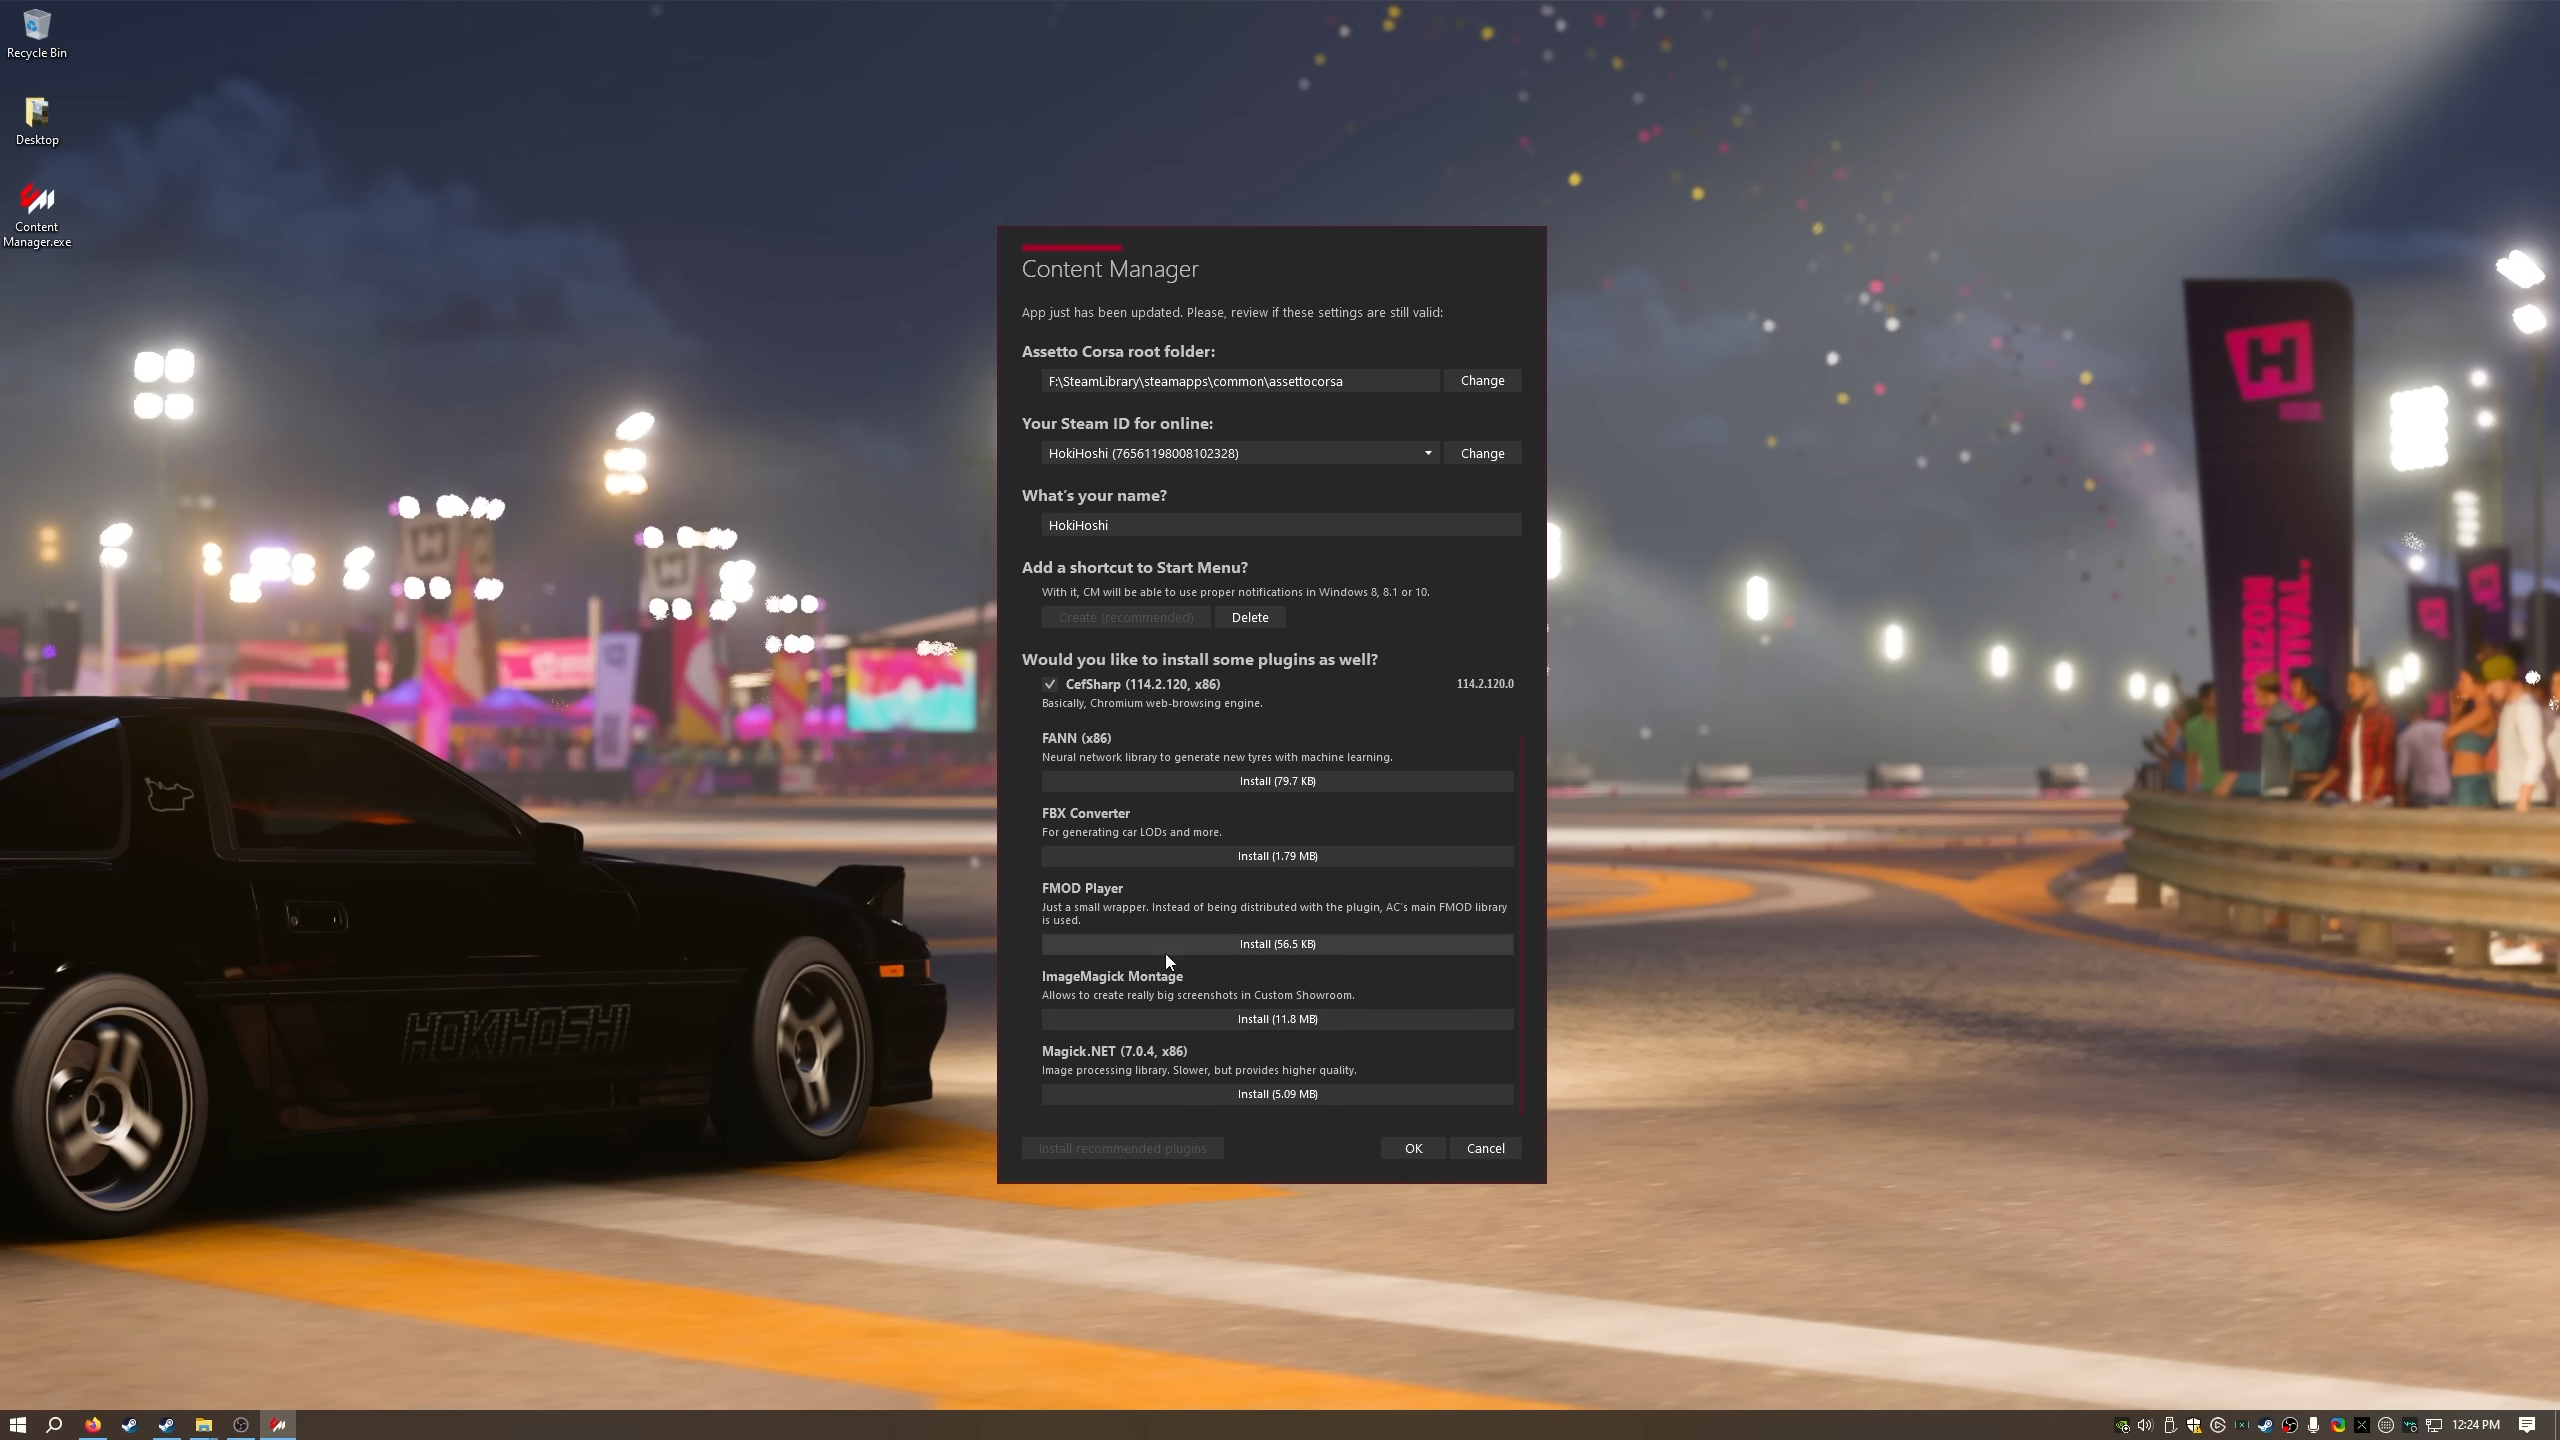 Recycle Bin
Desktop
Content
Manager.exe
Content Manager
App just has been updated. Please, review if these settings are still valid:
Assetto Corsa root folder:
F:\SteamLibrary\steamapps\common\assettocorsa
Change
Your Steam ID for online:
HokiHoshi (76561198008102328)
Change
What's your name?
HokiHoshi
Add a shortcut to Start Menu?
With it, CM will be able to use proper notifications in Windows 8, 8.1 or 10.
Create (recommended)
Delete
Would you like to install some plugins as well?
CefSharp (114.2.120, x86)
114.2.120.0
Basically, Chromium web-browsing engine.
FANN (x86)
Neural network library to generate new tyres with machine learning.
Install (79.7 KB)
FBX Converter
For generating car LODs and more.
Install (1.79 MB)
FMOD Player
Just a small wrapper. Instead of being distributed with the plugin, AC's main FMOD library
is used.
Install (56.5 KB)
ImageMagick Montage
Allows to create really big screenshots in Custom Showroom.
Install (11.8 MB)
Magick.NET (7.0.4, x86)
Image processing library. Slower, but provides higher quality.
Install (5.09 MB)
Install recommended plugins
OK
Cancel
HOKIHOSHI
HORIZON
12:24 PM